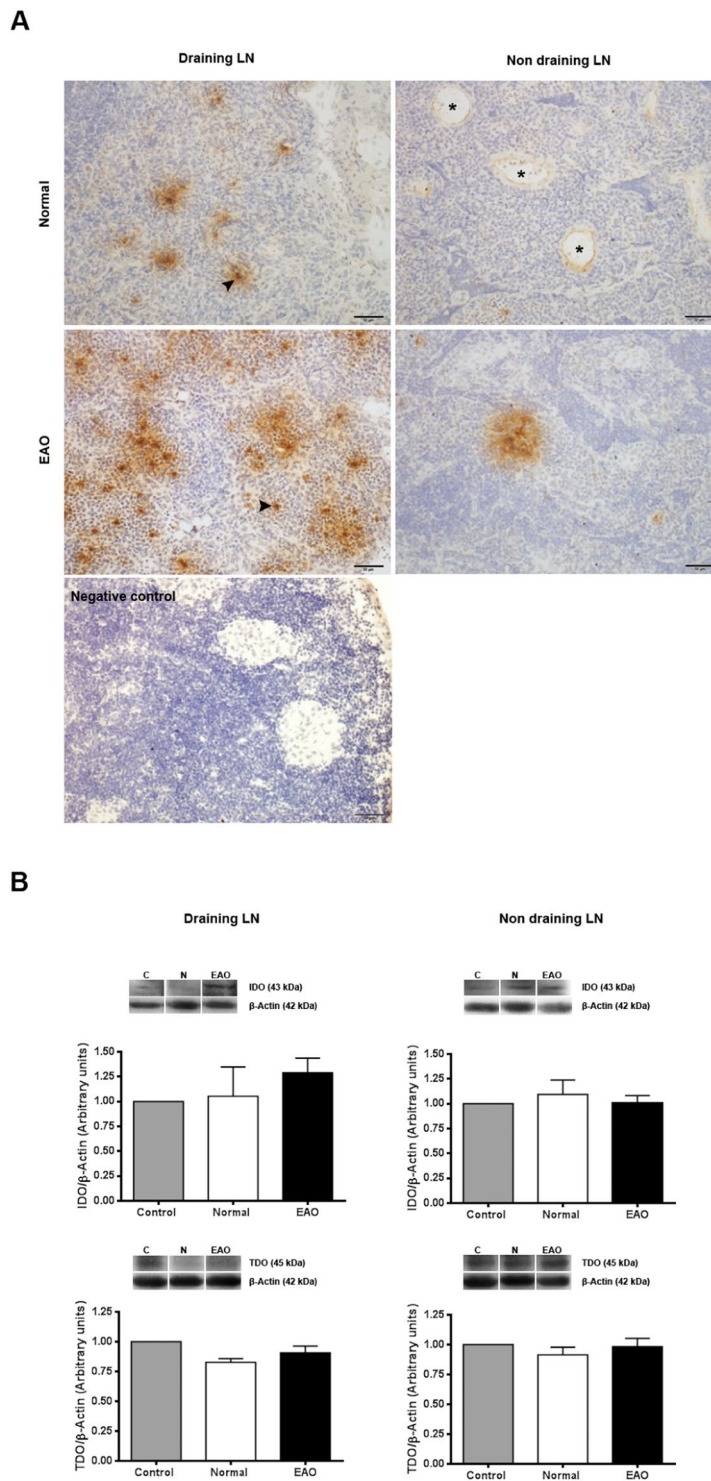 A
Draining LN
Non draining LN
Normal
*
*
*
EAO
Negative control
B
Draining LN
Non draining LN
C N EAO
IDO (43 kDa)
β-Actin (42 kDa)
IDO/β-Actin (Arbitrary units)
1.50
1.25
1.00
0.75
0.50
0.25
0.00
Control Normal EAO
C N EAO
IDO (43 kDa)
β-Actin (42 kDa)
IDO/β-Actin (Arbitrary units)
1.50
1.25
1.00
0.75
0.50
0.25
0.00
Control Normal EAO
C N EAO
TDO (45 kDa)
β-Actin (42 kDa)
TDO/β-Actin (Arbitrary units)
1.25
1.00
0.75
0.50
0.25
0.00
Control Normal EAO
C N EAO
TDO (45 kDa)
β-Actin (42 kDa)
TDO/β-Actin (Arbitrary units)
1.25
1.00
0.75
0.50
0.25
0.00
Control Normal EAO